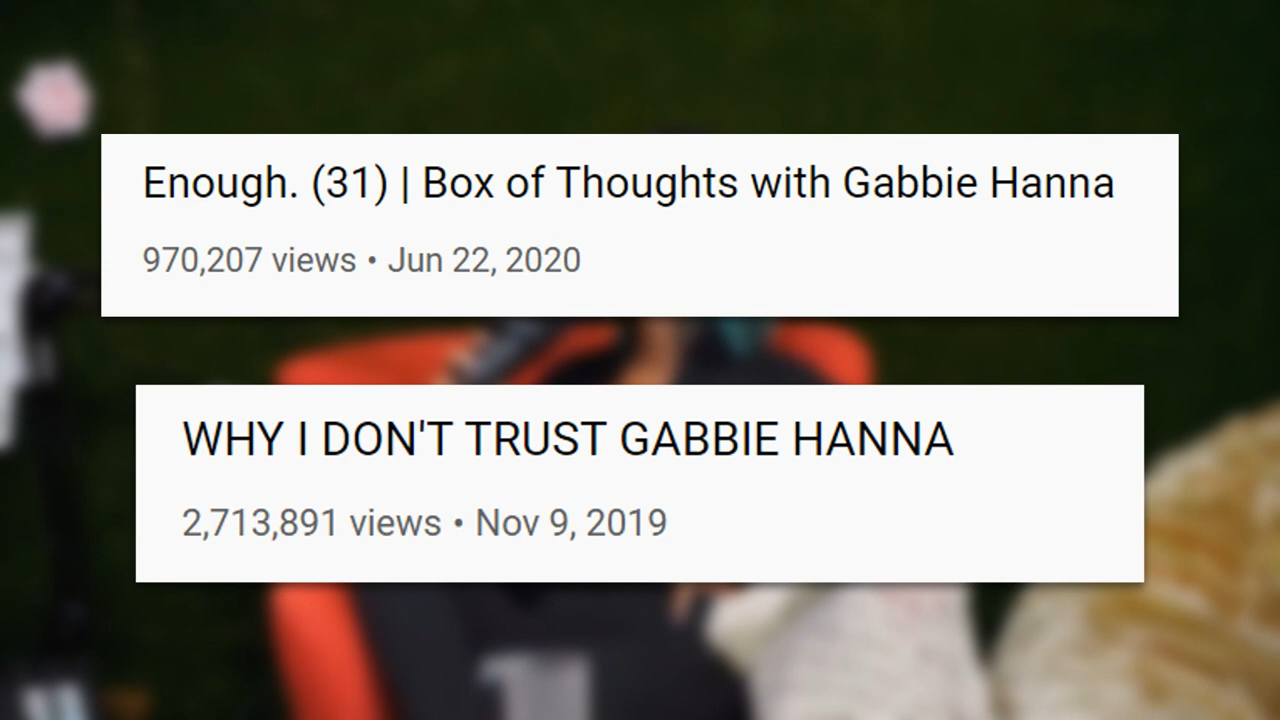 Enough. (31) | Box of Thoughts with Gabbie Hanna
970,207 views • Jun 22, 2020
WHY I DON'T TRUST GABBIE HANNA
2,713,891 views • Nov 9, 2019